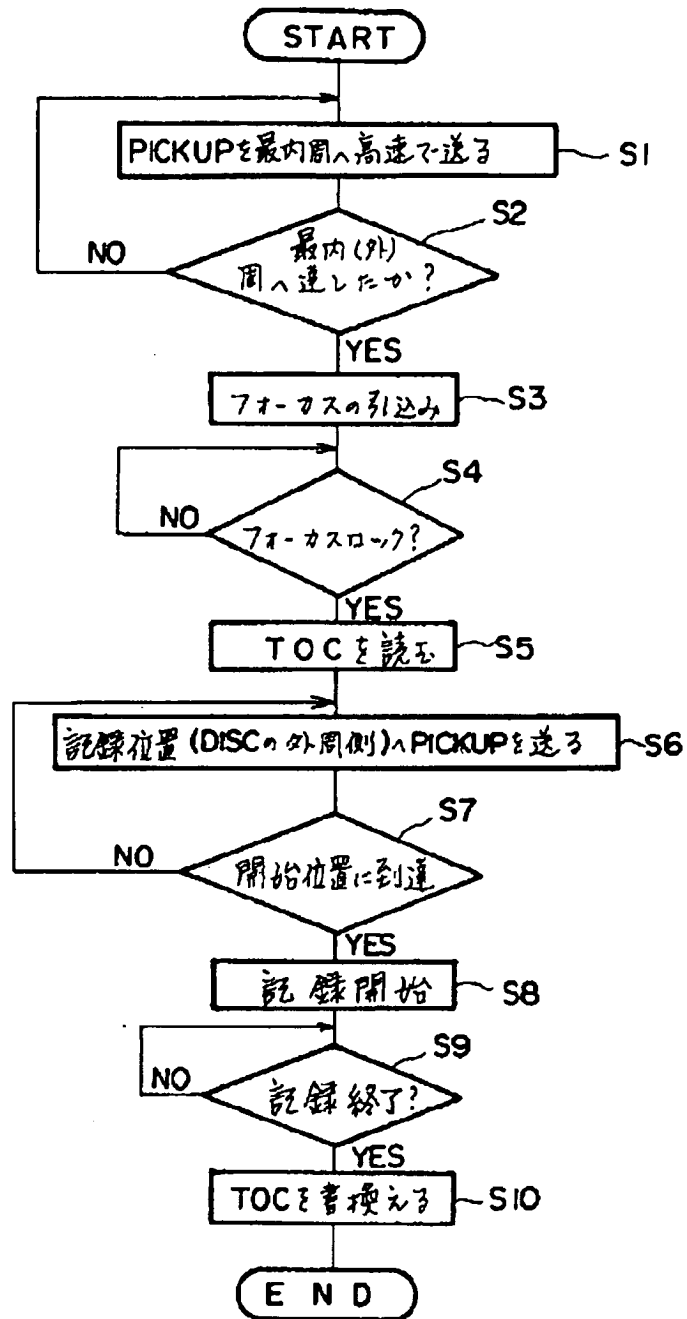 START
PICKUPを最内周へ高速で送る
S1
S2
最内(外)
周へ達したか?
NO
YES
フォーカスの引込み
S3
S4
フォーカスロック?
NO
YES
TOCを読む
S5
記録位置(DISCの外周側)へPICKUPを送る
S6
S7
開始位置に到達
NO
YES
記録開始
S8
S9
記録終了?
NO
YES
TOCを書換える
S10
END